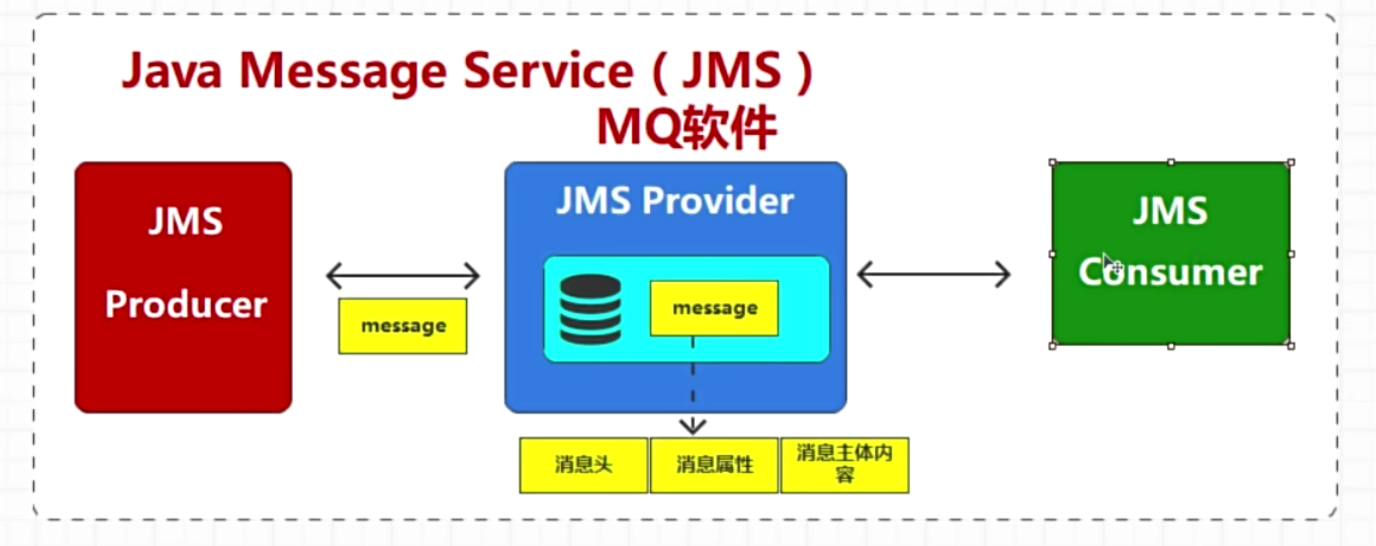 Java Message Service（JMS）
MQ软件
JMS
Producer
message
JMS Provider
message
JMS
Consumer
消息头
消息属性
消息主体内
容